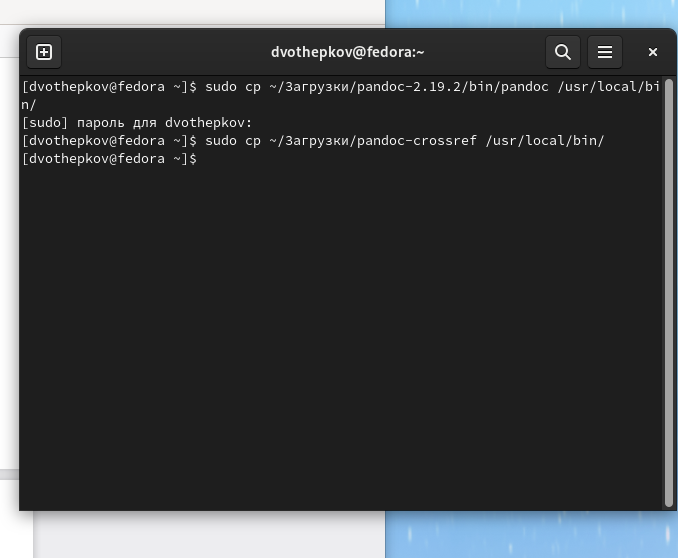 dvothepkov@fedora:~
[dvothepkov@fedora ~]$ sudo cp ~/Загрузки/pandoc-2.19.2/bin/pandoc /usr/local/bi
n/
[sudo] пароль для dvothepkov:
[dvothepkov@fedora ~]$ sudo cp ~/Загрузки/pandoc-crossref /usr/local/bin/
[dvothepkov@fedora ~]$